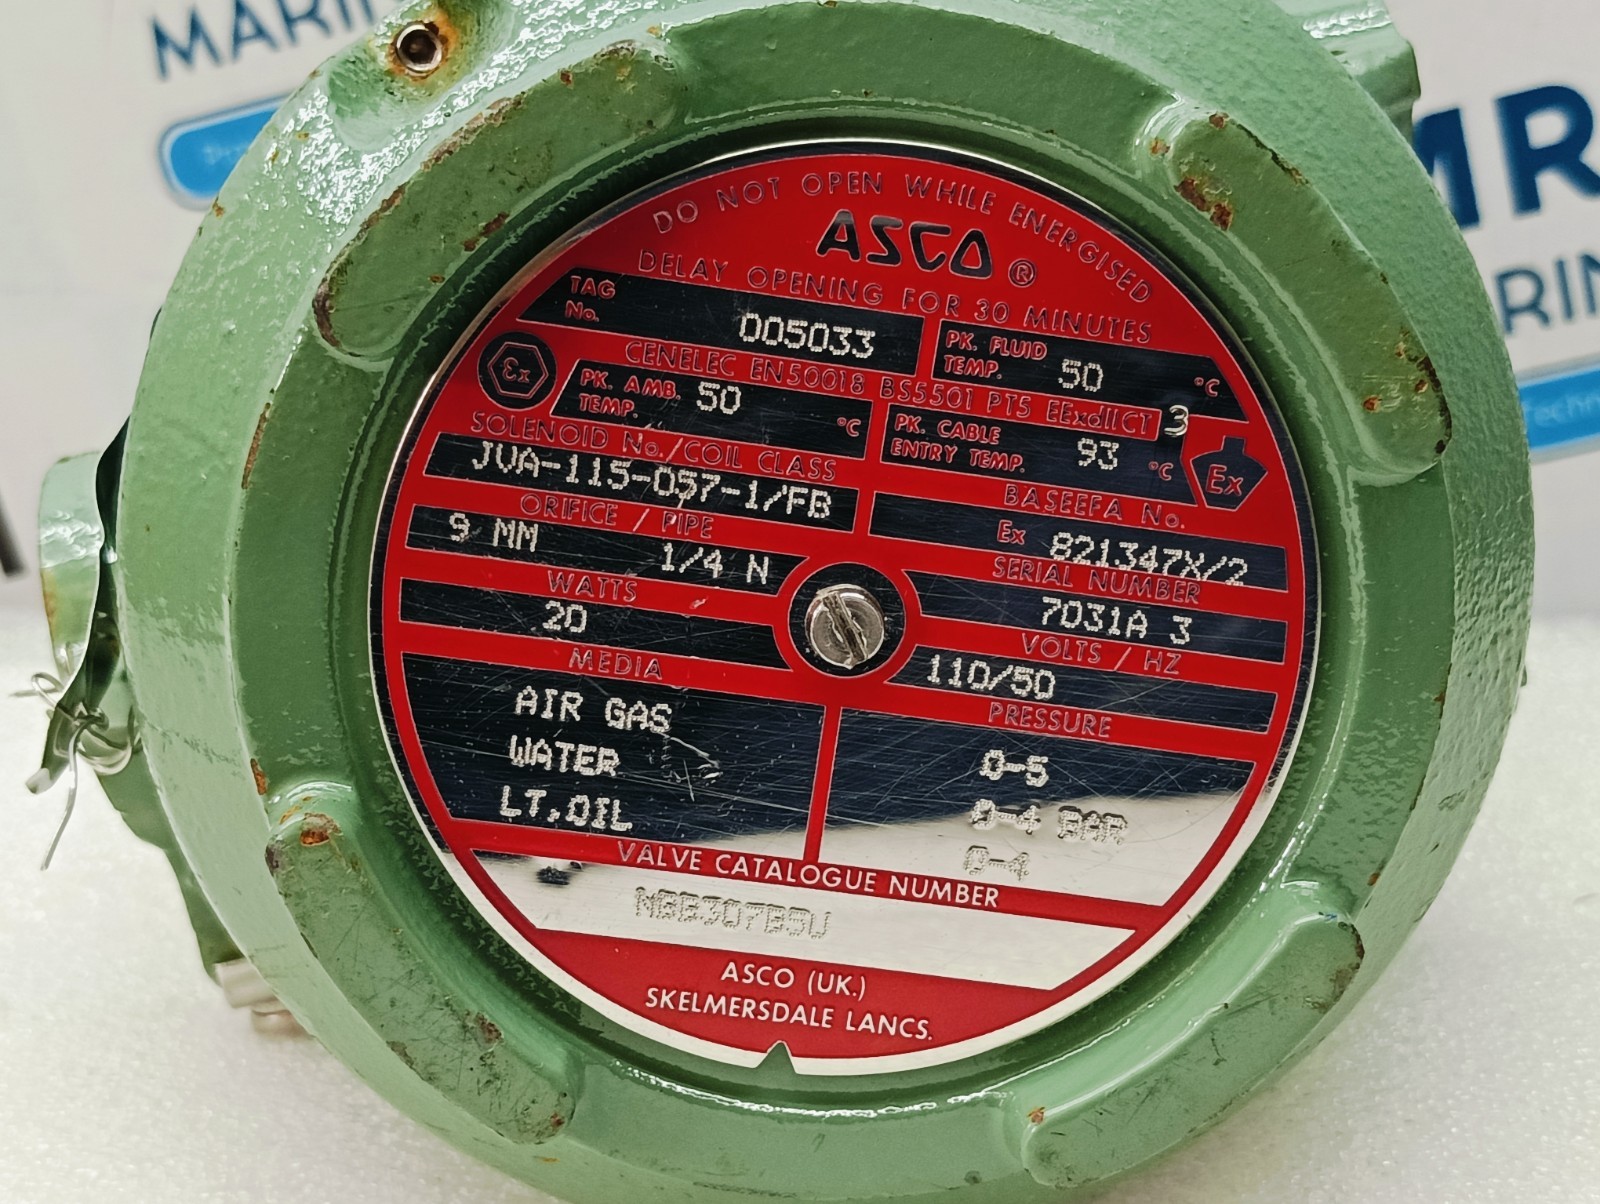 MARIN
MR
RIN
Techno
DO NOT OPEN WHILE ENERGISED
ASCO ®
DELAY OPENING FOR 30 MINUTES
TAG No. 005033
PK. FLUID TEMP. 50 °C
Ex
CENELEC EN50018 BS5501 PT5 EExdIICT 3
PK. AMB. TEMP. 50 °C
PK. CABLE ENTRY TEMP. 93 °C
Ex
SOLENOID No./COIL CLASS
JVA-115-057-1/FB
BASEEFA No.
Ex 821347X/2
ORIFICE / PIPE
9 MM 1/4 N
SERIAL NUMBER
7031A 3
WATTS
20
VOLTS / HZ
110/50
MEDIA
PRESSURE
AIR GAS 0-5
WATER 0-4 BAR
LT.OIL 0-4
VALVE CATALOGUE NUMBER
ASCO (UK.)
SKELMERSDALE LANCS.